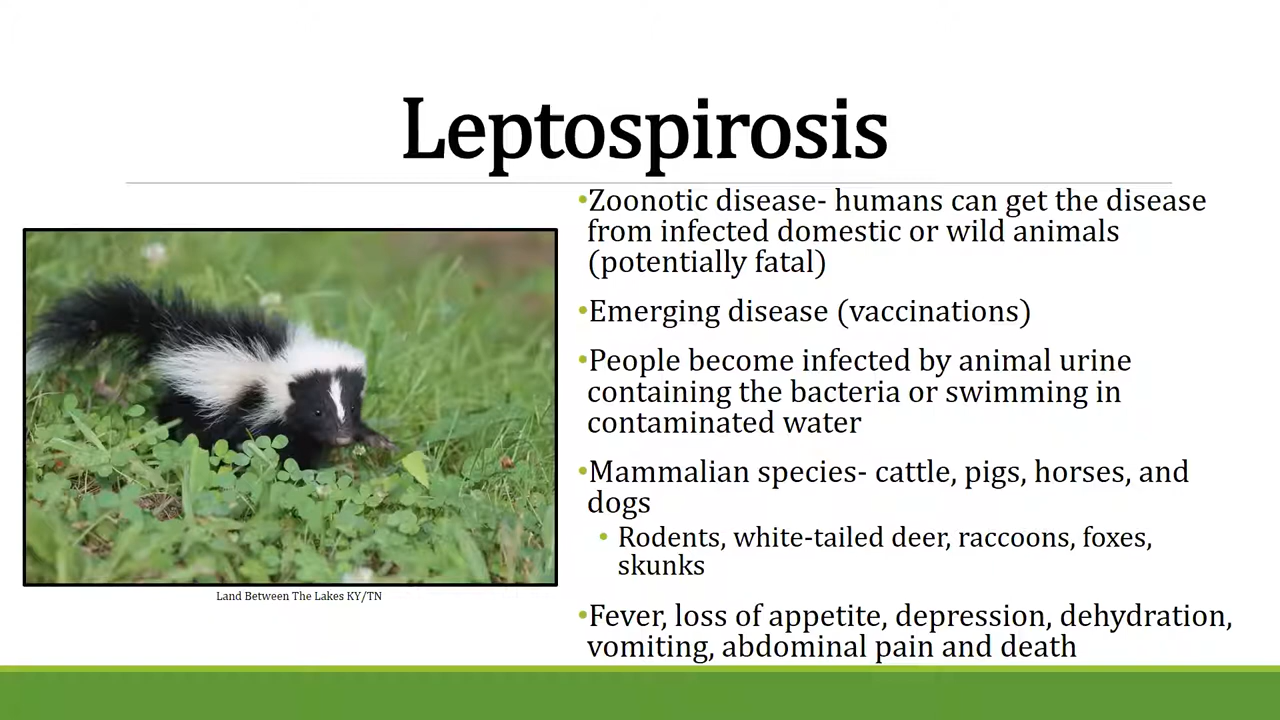 Leptospirosis
•Zoonotic disease- humans can get the disease
from infected domestic or wild animals
(potentially fatal)
•Emerging disease (vaccinations)
•People become infected by animal urine
containing the bacteria or swimming in
contaminated water
•Mammalian species- cattle, pigs, horses, and
dogs
• Rodents, white-tailed deer, raccoons, foxes,
skunks
•Fever, loss of appetite, depression, dehydration,
vomiting, abdominal pain and death
Land Between The Lakes KY/TN